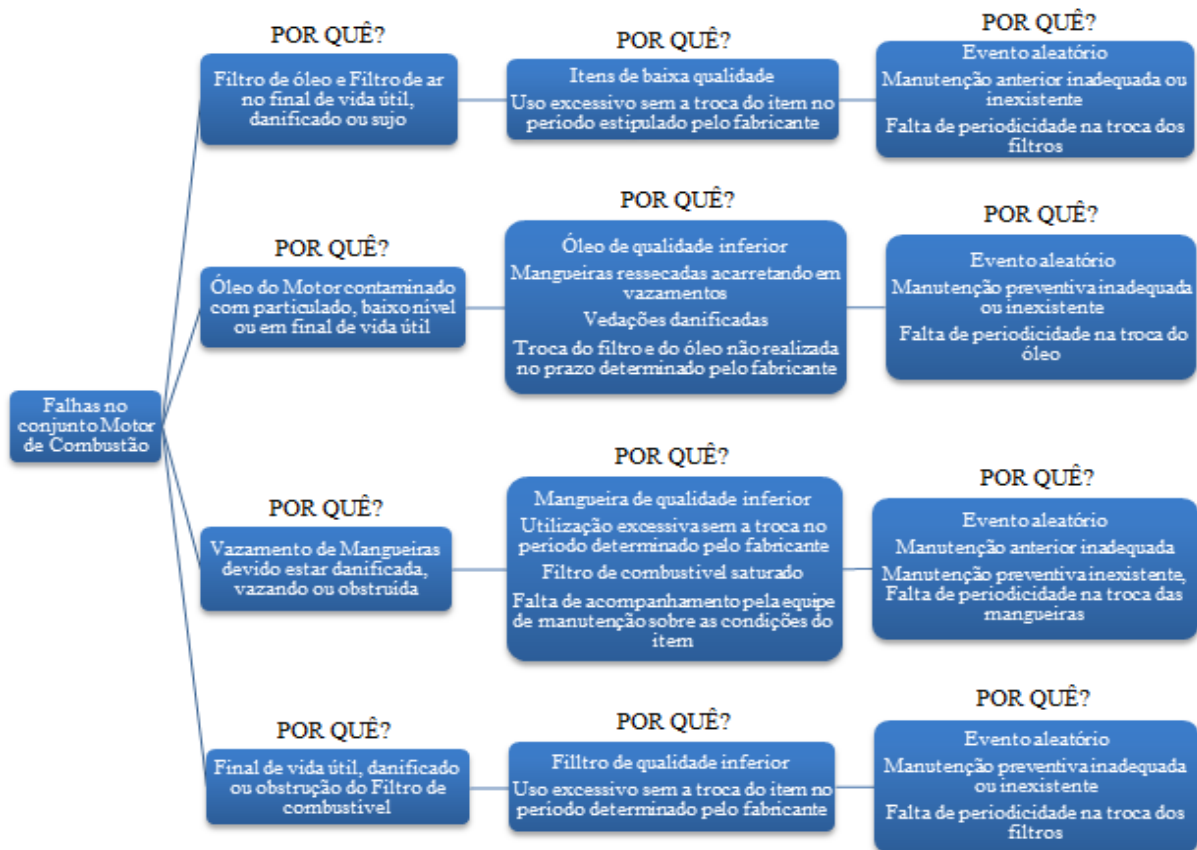 POR QUÊ?
Filtro de óleo e Filtro de ar
no final de vida útil,
danificado ou sujo
POR QUÊ?
Itens de baixa qualidade
Uso excessivo sem a troca do item no
periodo estipulado pelo fabricante
POR QUÊ?
Evento aleatório
Manutenção anterior inadequada ou
inexistente
Falta de periodicidade na troca dos
filtros
POR QUÊ?
Óleo do Motor contaminado
com particulado, baixo nível
ou em final de vida útil
POR QUÊ?
Óleo de qualidade inferior
Mangueiras ressecadas acarretando em
vazamentos
Vedações danificadas
Troca do filtro e do óleo não realizada
no prazo determinado pelo fabricante
POR QUÊ?
Evento aleatório
Manutenção preventiva inadequada
ou inexistente
Falta de periodicidade na troca do
óleo
Falhas no
conjunto Motor
de Combustão
POR QUÊ?
Vazamento de Mangueiras
devido estar danificada,
vazando ou obstruída
POR QUÊ?
Mangueira de qualidade inferior
Utilização excessiva sem a troca no
período determinado pelo fabricante
Filtro de combustível saturado
Falta de acompanhamento pela equipe
de manutenção sobre as condições do
item
POR QUÊ?
Evento aleatório
Manutenção anterior inadequada
Manutenção preventiva inexistente,
Falta de periodicidade na troca das
mangueiras
POR QUÊ?
Final de vida útil, danificado
ou obstrução do Filtro de
combustível
POR QUÊ?
Filltro de qualidade inferior
Uso excessivo sem a troca do item no
período determinado pelo fabricante
POR QUÊ?
Evento aleatório
Manutenção preventiva inadequada
ou inexistente
Falta de periodicidade na troca dos
filtros